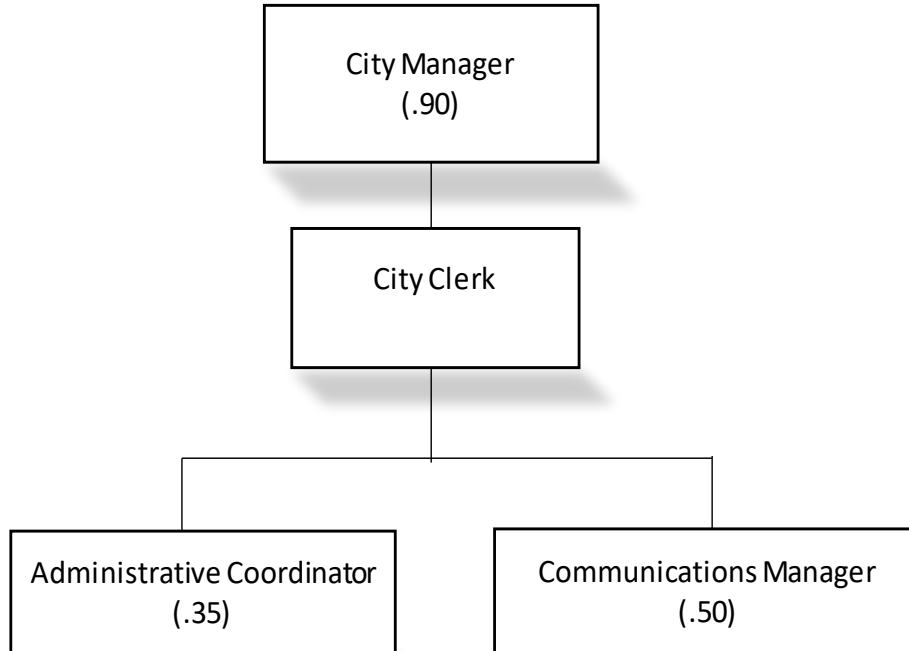 City Manager
(.90)
City Clerk
Administrative Coordinator
(.35)
Communications Manager
(.50)